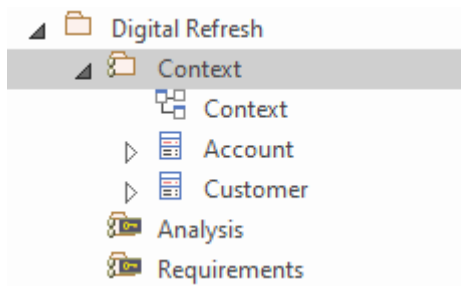 Digital Refresh
Context
Context
Account
Customer
Analysis
Requirements